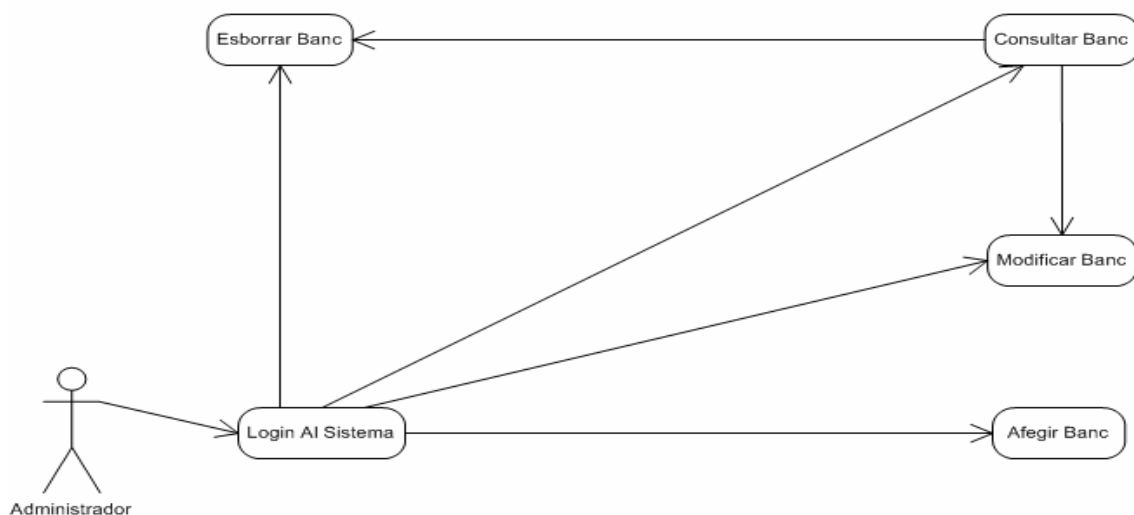 Esborrar Banc
Consultar Banc
Modificar Banc
Login Al Sistema
Afegir Banc
Administrador